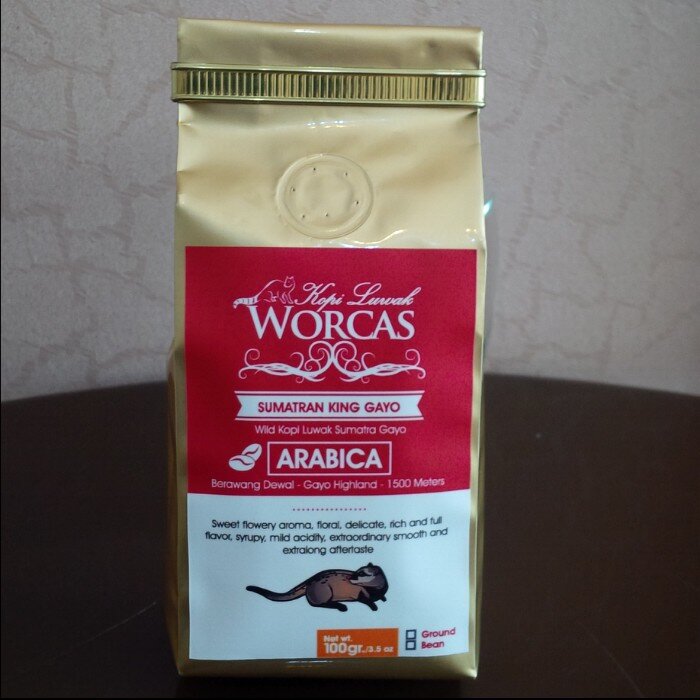 Kopi Luwak
WORCAS
SUMATRAN KING GAYO
Wild Kopi Luwak Sumatra Gayo
ARABICA
Berawang Dewal - Gayo Highland - 1500 Meters
Sweet flowery aroma, floral, delicate, rich and full
flavor, syrupy, mild acidity, extraordinary smooth and
extralong aftertaste
Net wt.
100gr./3.5 oz
Ground
Bean